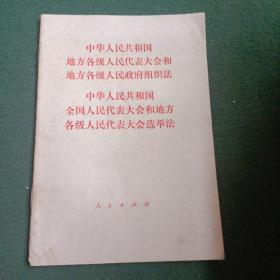 中华人民共和国
地方各级人民代表大会和
地方各级人民政府组织法
中华人民共和国
全国人民代表大会和地方
各级人民代表大会选举法
人民出版社